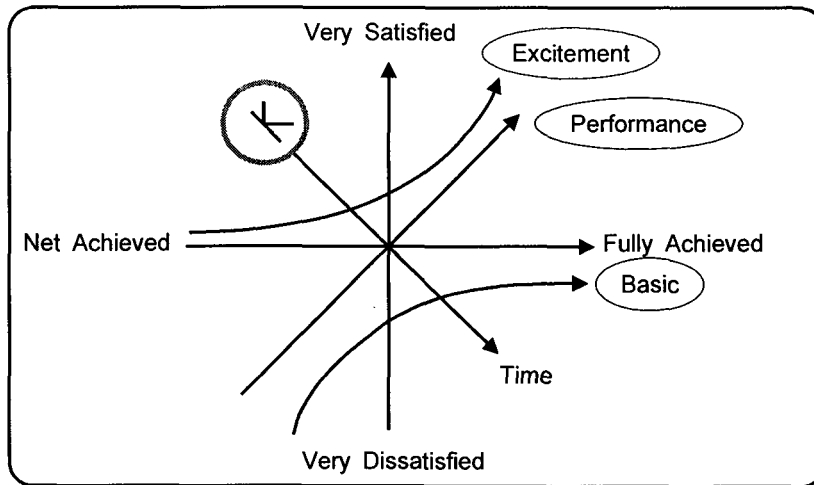 Very Satisfied
Excitement
Performance
Net Achieved
Fully Achieved
Basic
Time
Very Dissatisfied